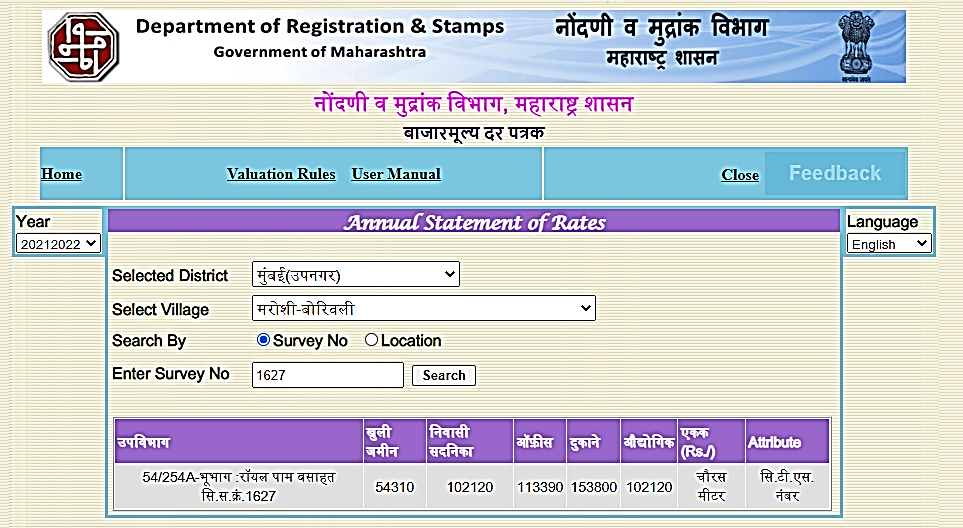 Department of Registration & Stamps
Government of Maharashtra
नोंदणी व मुद्रांक विभाग
महाराष्ट्र शासन
नोंदणी व मुद्रांक विभाग, महाराष्ट्र शासन
बाजारमूल्य दर पत्रक
Home Valuation Rules User Manual Close Feedback
Year Annual Statement of Rates Language
20212022 English
Selected District मुंबई(उपनगर)
Select Village मरोशी-बोरिवली
Search By Survey No Location
Enter Survey No 1627 Search
उपविभाग खुली जमीन निवासी सदनिका ऑफ़ीस दुकाने औद्योगिक एकक (Rs./) Attribute
54/254A-भूभाग :रॉयल पाम वसाहत सि.स.क्रं.1627 54310 102120 113390 153800 102120 चौरस मीटर सि.टी.एस. नंबर